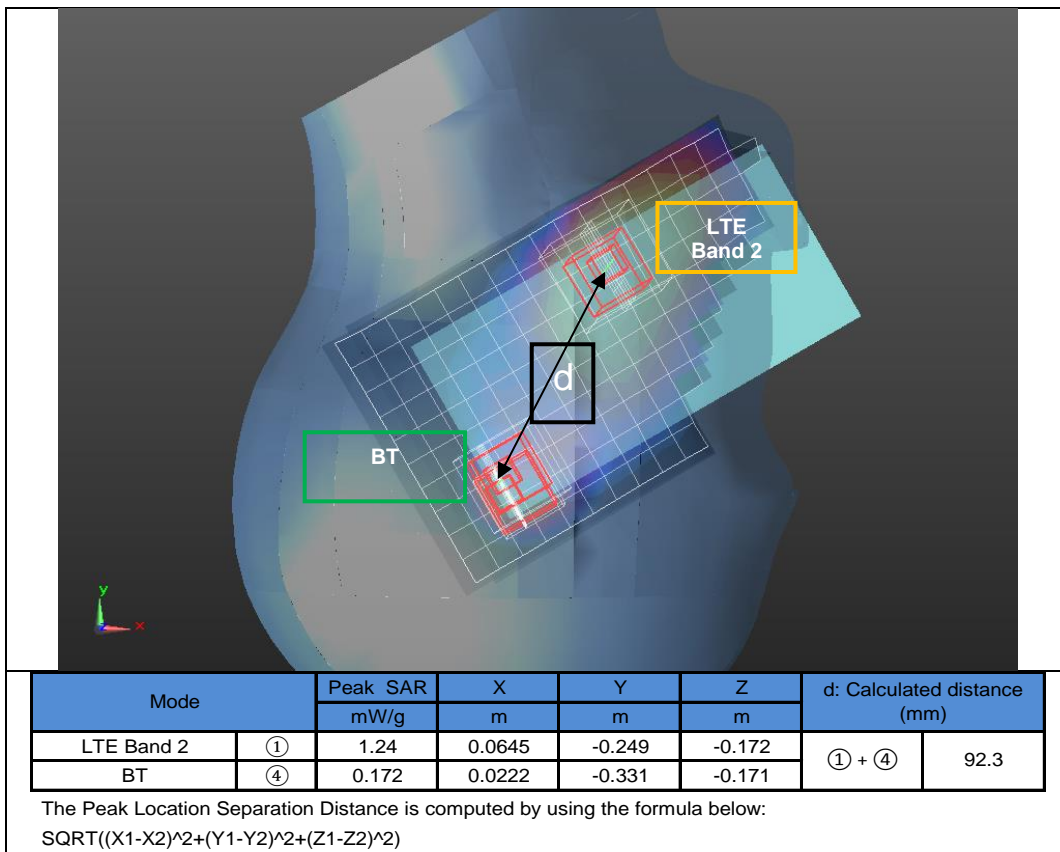 LTE
Band 2
d
BT
y
x
Mode Peak SAR X Y Z d: Calculated distance
(mm)
mW/g m m m
LTE Band 2 ① 1.24 0.0645 -0.249 -0.172 ① + ④ 92.3
BT ④ 0.172 0.0222 -0.331 -0.171
The Peak Location Separation Distance is computed by using the formula below:
SQRT((X1-X2)^2+(Y1-Y2)^2+(Z1-Z2)^2)